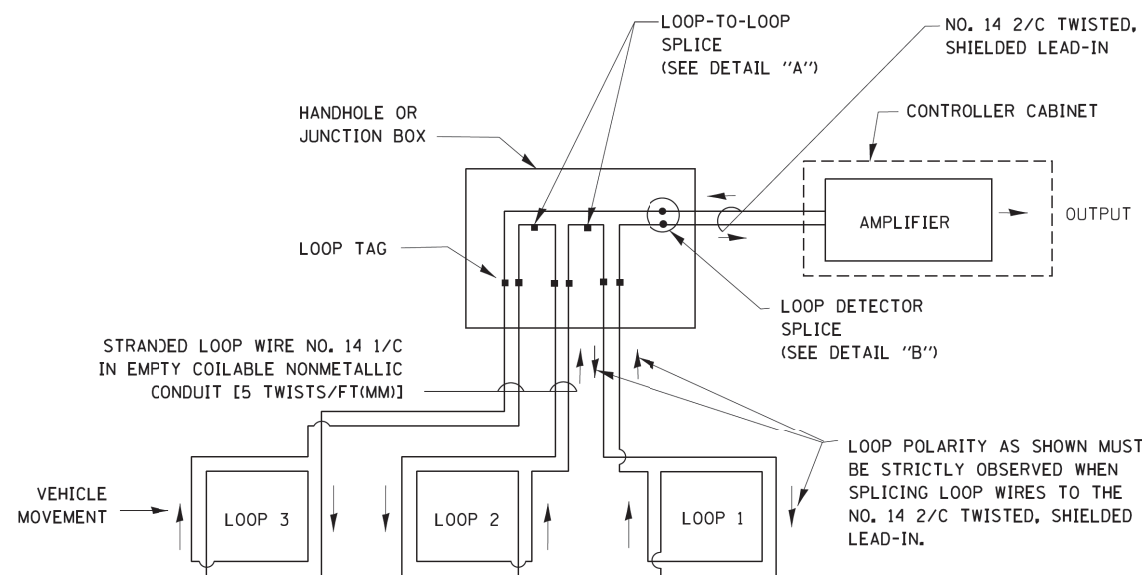 LOOP-TO-LOOP
SPLICE
(SEE DETAIL "A")
NO. 14 2/C TWISTED,
SHIELDED LEAD-IN
HANDHOLE OR
JUNCTION BOX
CONTROLLER CABINET
AMPLIFIER
OUTPUT
LOOP TAG
LOOP DETECTOR
SPLICE
(SEE DETAIL "B")
STRANDED LOOP WIRE NO. 14 1/C
IN EMPTY COILABLE NONMETALLIC
CONDUIT [5 TWISTS/FT(MM)]
LOOP POLARITY AS SHOWN MUST
BE STRICTLY OBSERVED WHEN
SPLICING LOOP WIRES TO THE
NO. 14 2/C TWISTED, SHIELDED
LEAD-IN.
VEHICLE
MOVEMENT
LOOP 3
LOOP 2
LOOP 1